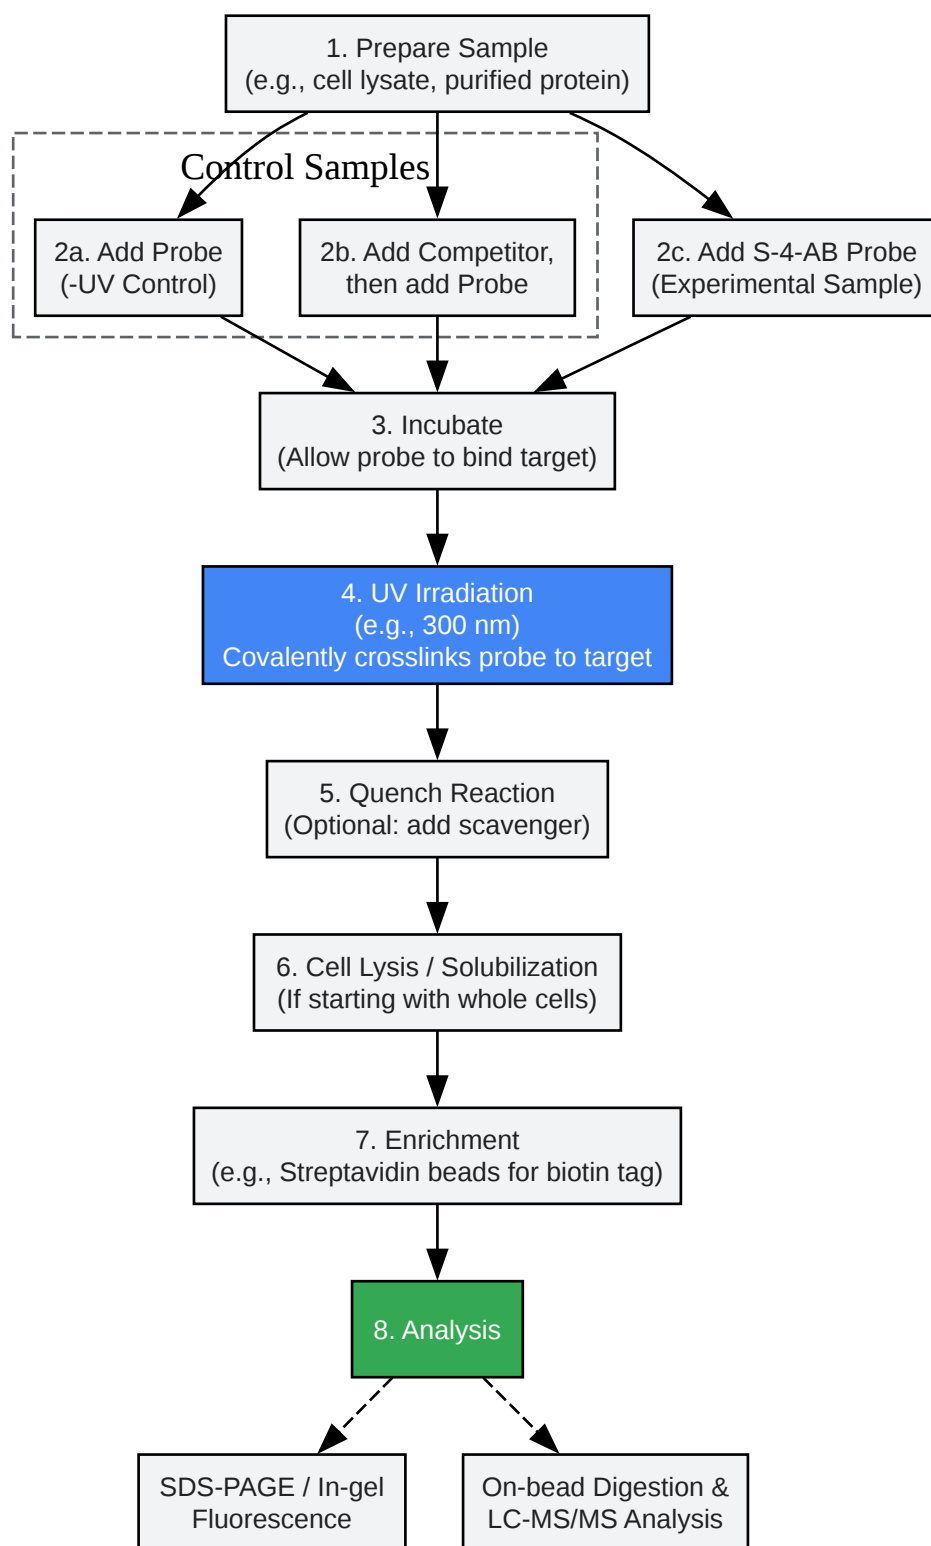 1. Prepare Sample
(e.g., cell lysate, purified protein)
Control Samples
2a. Add Probe
(-UV Control)
2b. Add Competitor,
then add Probe
2c. Add S-4-AB Probe
(Experimental Sample)
3. Incubate
(Allow probe to bind target)
4. UV Irradiation
(e.g., 300 nm)
Covalently crosslinks probe to target
5. Quench Reaction
(Optional: add scavenger)
6. Cell Lysis / Solubilization
(If starting with whole cells)
7. Enrichment
(e.g., Streptavidin beads for biotin tag)
8. Analysis
SDS-PAGE / In-gel
Fluorescence
On-bead Digestion &
LC-MS/MS Analysis